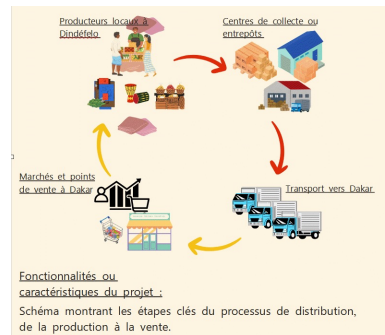 Producteurs locaux à
Dindéfelo
Centres de collecte ou
entrepôts
Marchés et points
de vente à Dakar
Transport vers Dakar
Fonctionnalités ou
caractéristiques du projet :
Schéma montrant les étapes clés du processus de distribution,
de la production à la vente.